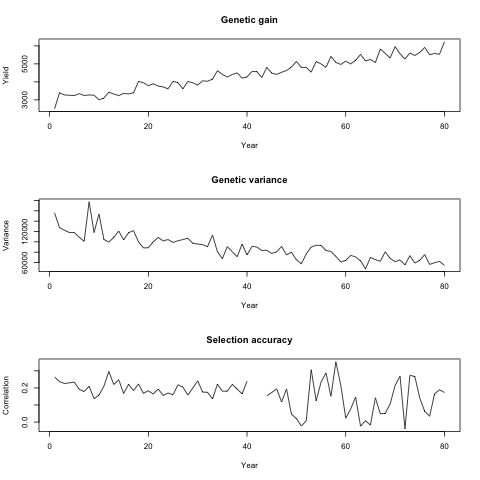 Genetic gain
Yield
3000 5000
0 20 40 60 80
Year
Genetic variance
Variance
60000 120000
0 20 40 60 80
Year
Selection accuracy
Correlation
0.0 0.2
0 20 40 60 80
Year